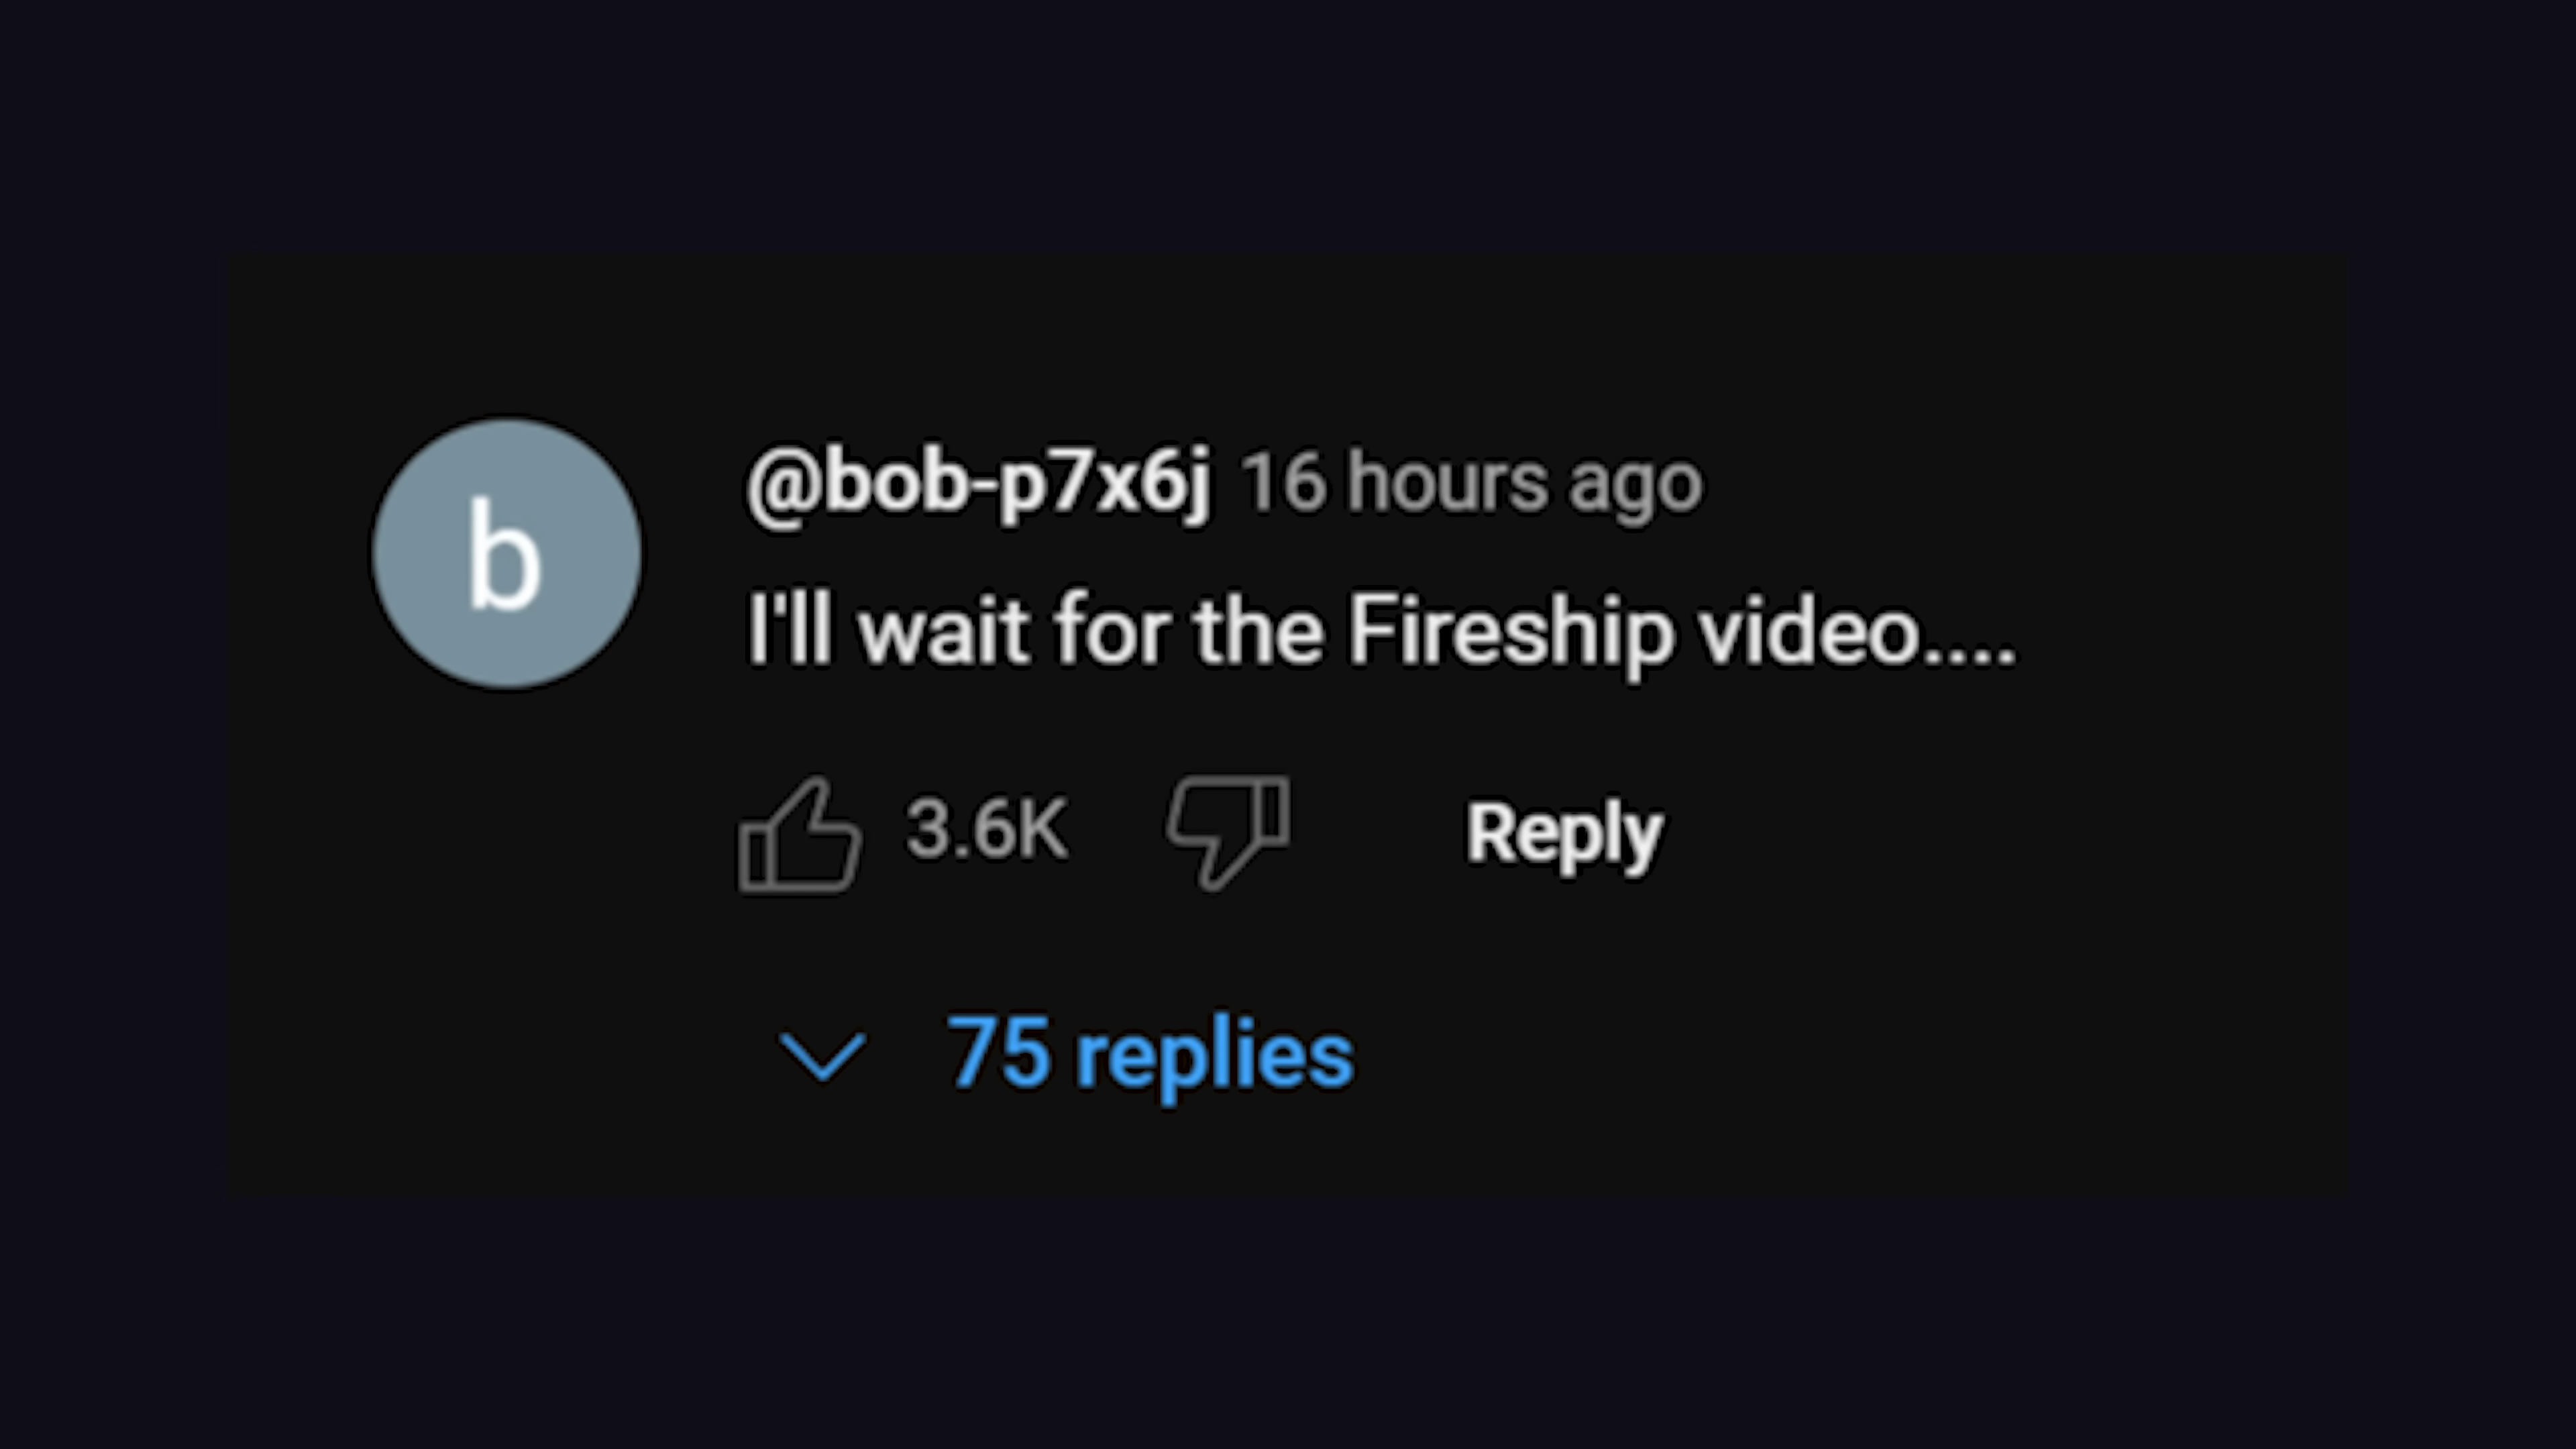 b
@bob-p7x6j 16 hours ago
I'll wait for the Fireship video....
3.6K Reply
75 replies